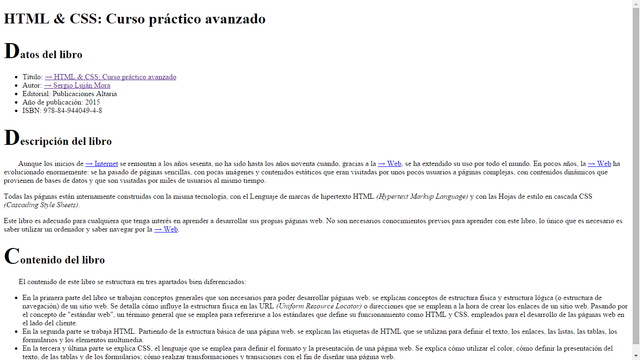 HTML & CSS: Curso práctico avanzado
Datos del libro
Título: → HTML & CSS: Curso práctico avanzado
Autor: → Sergio Luján Mora
Editorial: Publicaciones Altaria
Año de publicación: 2015
ISBN: 978-84-944049-4-8
Descripción del libro
Aunque los inicios de → Internet se remontan a los años sesenta, no ha sido hasta los años noventa cuando, gracias a la → Web, se ha extendido su uso por todo el mundo. En pocos años, la → Web ha
evolucionado enormemente: se ha pasado de páginas sencillas, con pocas imágenes y contenidos estáticos que eran visitadas por unos pocos usuarios a páginas complejas, con contenidos dinámicos que
provienen de bases de datos y que son visitadas por miles de usuarios al mismo tiempo.
Todas las páginas están internamente construidas con la misma tecnología, con el Lenguaje de marcas de hipertexto HTML (Hypertext Markup Language) y con las Hojas de estilo en cascada CSS
(Cascading Style Sheets).
Este libro es adecuado para cualquiera que tenga interés en aprender a desarrollar sus propias páginas web. No son necesarios conocimientos previos para aprender con este libro, lo único que es necesario es
saber utilizar un ordenador y saber navegar por la → Web.
Contenido del libro
El contenido de este libro se estructura en tres apartados bien diferenciados:
En la primera parte del libro se trabajan conceptos generales que son necesarios para poder desarrollar páginas web; se explican conceptos de estructura física y estructura lógica (o estructura de
navegación) de un sitio web. Se detalla cómo influye la estructura física en las URL (Uniform Resource Locator) o direcciones que se emplean a la hora de crear los enlaces de un sitio web. Pasando por
el concepto de "estándar web", un término general que se emplea para referirse a los estándares que define su funcionamiento como HTML y CSS, empleados para el desarrollo de las páginas web en
el lado del cliente.
En la segunda parte se trabaja HTML. Partiendo de la estructura básica de una página web, se explican las etiquetas de HTML que se utilizan para definir el texto, los enlaces, las listas, las tablas, los
formularios y los elementos multimedia.
En la tercera y última parte se explica CSS, el lenguaje que se emplea para definir el formato y la presentación de una página web. Se explica cómo utilizar el color, cómo definir la presentación del
texto, de las tablas y de los formularios; cómo realizar transformaciones y transiciones con el fin de diseñar una página web.